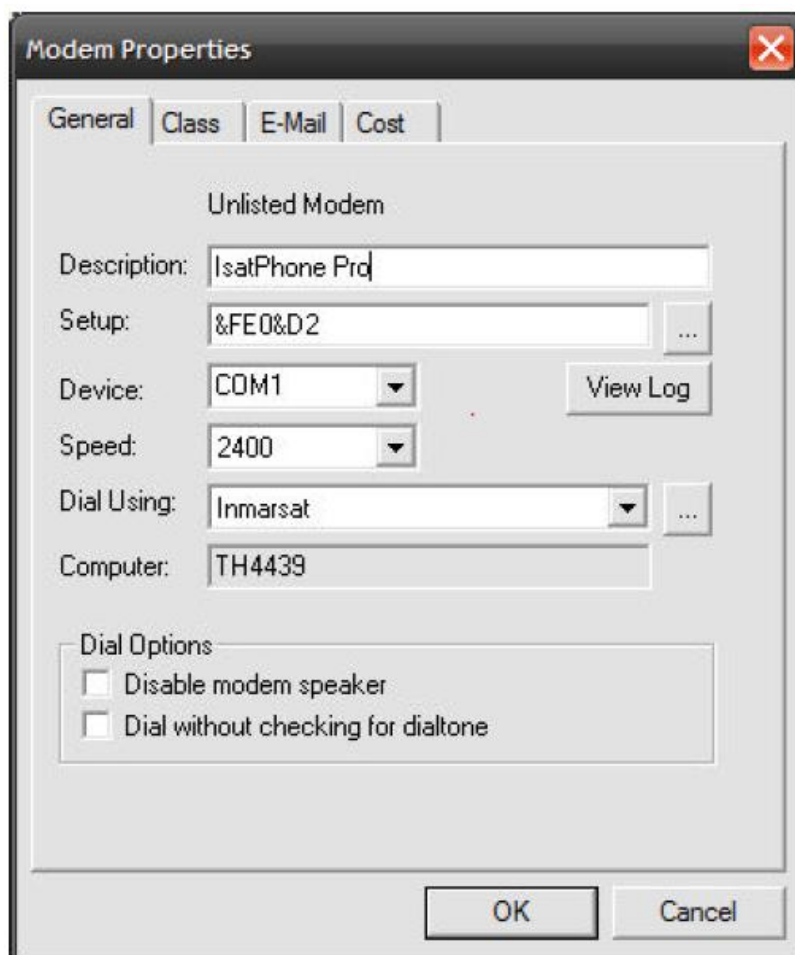 Modem Properties
General Class E-Mail Cost
Unlisted Modem
Description: IsatPhone Pro
Setup: &FE0&D2 ...
Device: COM1 View Log
Speed: 2400
Dial Using: Inmarsat ...
Computer: TH4439
Dial Options
Disable modem speaker
Dial without checking for dialtone
OK Cancel